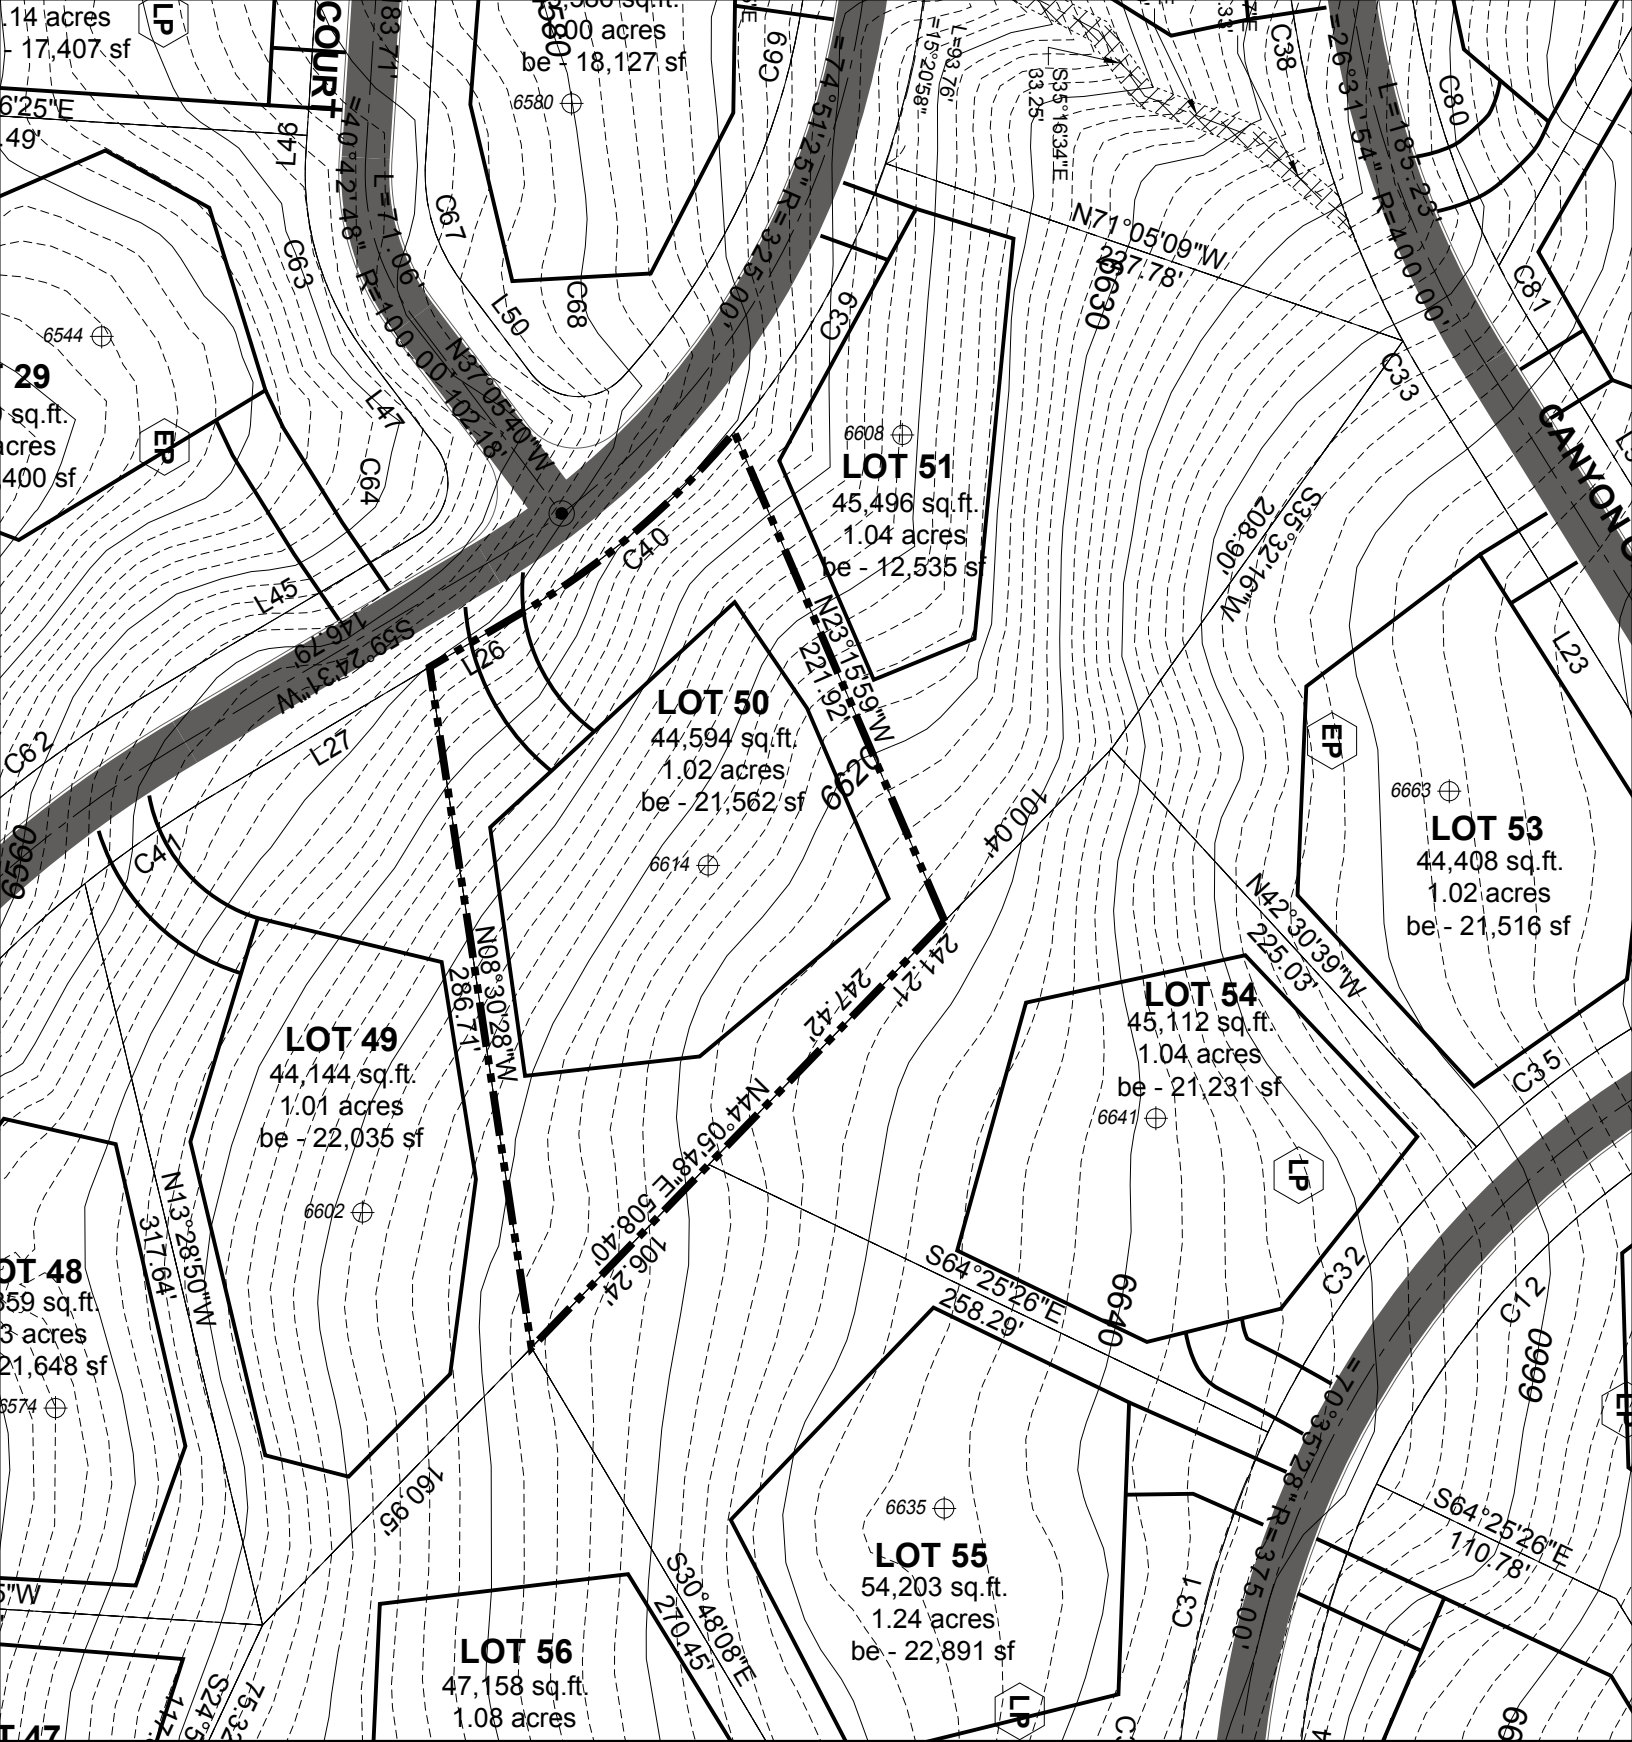 .14 acres
- 17,407 sf
LP
COURT
83.71'
6580
1.00 acres
be - 18,127 sf
6580
C69
=74°51'25" R=325.00'
=15°20'58"
L=93.76'
S35°16'34"E
33.25'
C38
=26°31'54" R=400.00'
L=185.23'
C80
6'25"E
.49'
L46
=40°42'48" R=100.00'
L=71.06'
C67
C63
L50
C68
C39
N71°05'09"W
227.78'
6630
C81
C33
6544
29
sq.ft.
acres
400 sf
EP
L47
N37°05'40"W
102.18'
C64
6608
LOT 51
45,496 sq.ft.
1.04 acres
be - 12,535 sf
S35°32'16"W
208.90'
CANYON
C40
L45
S59°24'31"W
146.79'
L26
L27
C62
6560
C41
LOT 50
44,594 sq.ft.
1.02 acres
be - 21,562 sf
6614
N23°15'59"W
221.92'
6620
100.04'
L23
EP
6663
LOT 53
44,408 sq.ft.
1.02 acres
be - 21,516 sf
N42°30'39"W
225.03'
N08°30'28"W
286.71'
241.21'
247.42'
LOT 54
45,112 sq.ft.
1.04 acres
be - 21,231 sf
6641
LP
C35
LOT 49
44,144 sq.ft.
1.01 acres
be - 22,035 sf
6602
N44°05'48"E 508.40'
106.24'
N13°28'50"W
317.64'
OT 48
359 sq.ft.
3 acres
21,648 sf
6574
S64°25'26"E
258.29'
6640
C32
C12
6660
=70°35'28" R=375.00'
160.95'
6635
LOT 55
54,203 sq.ft.
1.24 acres
be - 22,891 sf
LP
C31
S64°25'26"E
110.78'
S30°48'08"E
270.45'
LOT 56
47,158 sq.ft.
1.08 acres
5"W
T 47
117.
S24°5
75.32
66